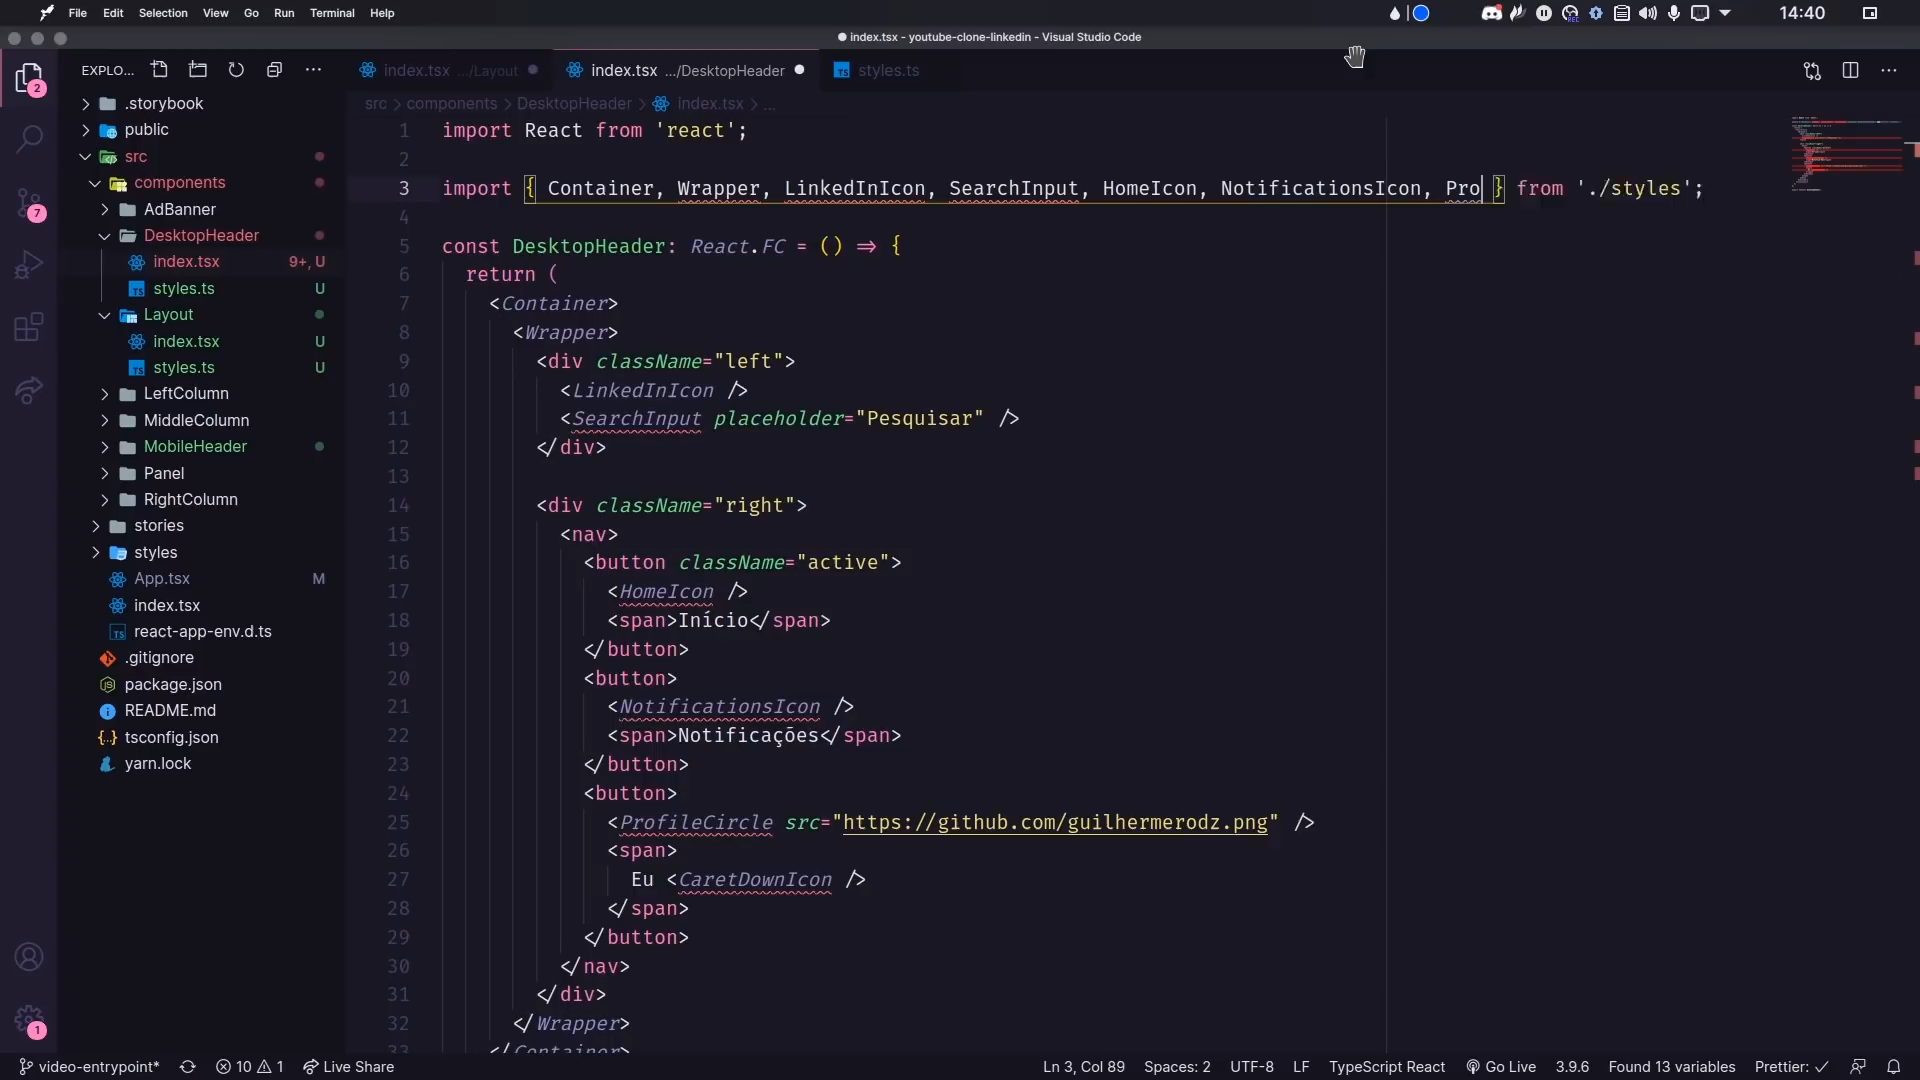 File Edit Selection View Go Run Terminal Help
14:40
index.tsx - youtube-clone-linkedin - Visual Studio Code
EXPLO...
index.tsx .../Layout
index.tsx .../DesktopHeader
TS styles.ts
src > components > DesktopHeader > index.tsx > ...
2
7
1
.storybook
public
src
components
AdBanner
DesktopHeader
index.tsx 9+, U
TS styles.ts U
Layout
index.tsx U
TS styles.ts U
LeftColumn
MiddleColumn
MobileHeader
Panel
RightColumn
stories
styles
App.tsx M
index.tsx
TS react-app-env.d.ts
.gitignore
package.json
README.md
tsconfig.json
yarn.lock
1 import React from 'react';
2
3 import { Container, Wrapper, LinkedInIcon, SearchInput, HomeIcon, NotificationsIcon, Pro } from './styles';
4
5 const DesktopHeader: React.FC = () => {
6 return (
7 <Container>
8 <Wrapper>
9 <div className="left">
10 <LinkedInIcon />
11 <SearchInput placeholder="Pesquisar" />
12 </div>
13
14 <div className="right">
15 <nav>
16 <button className="active">
17 <HomeIcon />
18 <span>Início</span>
19 </button>
20 <button>
21 <NotificationsIcon />
22 <span>Notificações</span>
23 </button>
24 <button>
25 <ProfileCircle src="https://github.com/guilhermerodz.png" />
26 <span>
27 Eu <CaretDownIcon />
28 </span>
29 </button>
30 </nav>
31 </div>
32 </Wrapper>
33 </Container>
video-entrypoint* 10 1 Live Share
Ln 3, Col 89 Spaces: 2 UTF-8 LF TypeScript React Go Live 3.9.6 Found 13 variables Prettier: ✓